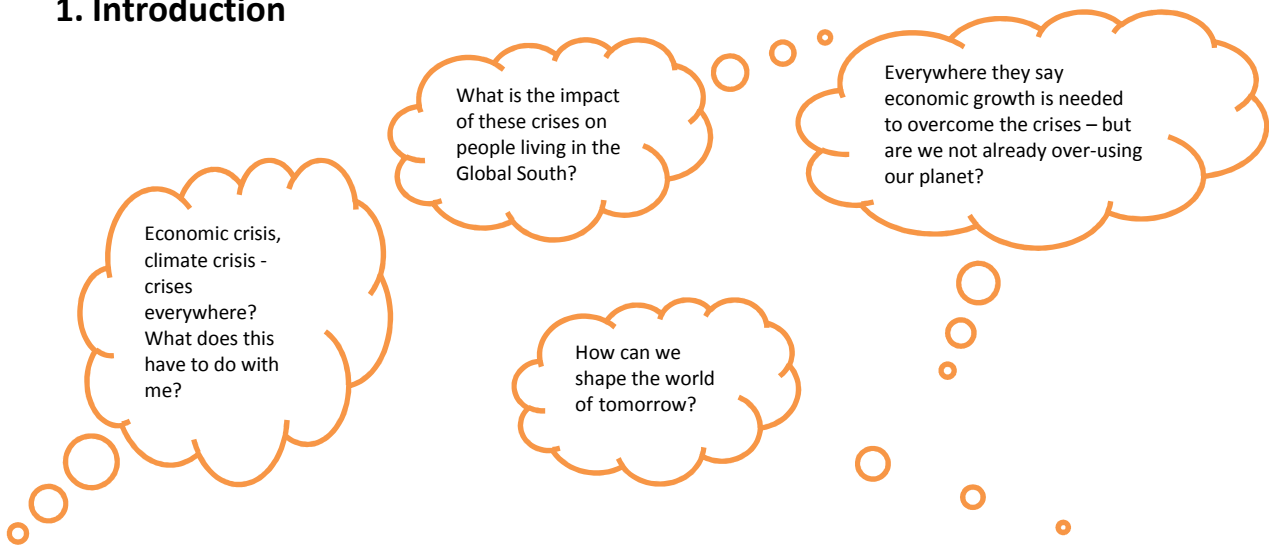 1. Introduction
What is the impact
of these crises on
people living in the
Global South?
Everywhere they say
economic growth is needed
to overcome the crises – but
are we not already over-using
our planet?
Economic crisis,
climate crisis -
crises
everywhere?
What does this
have to do with
me?
How can we
shape the world
of tomorrow?